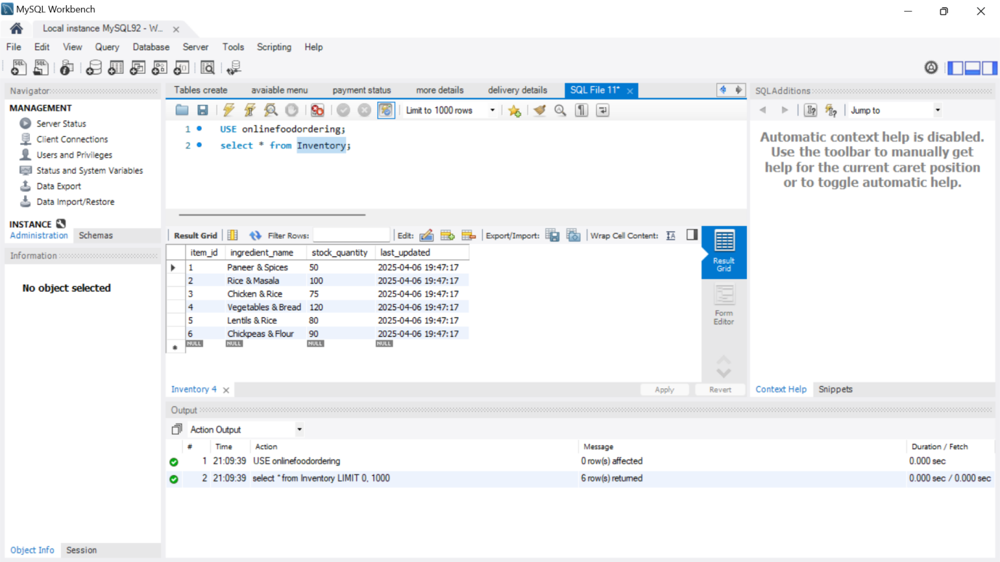 MySQL Workbench
Local instance MySQL92 - W...
File Edit View Query Database Server Tools Scripting Help
Navigator
MANAGEMENT
Server Status
Client Connections
Users and Privileges
Status and System Variables
Data Export
Data Import/Restore
INSTANCE
Administration Schemas
Information
No object selected
Object Info Session
Tables create avaiable menu payment status more details delivery details SQL File 11*
Limit to 1000 rows
1 USE onlinefoodordering;
2 select * from Inventory;
Result Grid Filter Rows: Edit: Export/Import: Wrap Cell Content:
item_id ingredient_name stock_quantity last_updated
1 Paneer & Spices 50 2025-04-06 19:47:17
2 Rice & Masala 100 2025-04-06 19:47:17
3 Chicken & Rice 75 2025-04-06 19:47:17
4 Vegetables & Bread 120 2025-04-06 19:47:17
5 Lentils & Rice 80 2025-04-06 19:47:17
6 Chickpeas & Flour 90 2025-04-06 19:47:17
NULL NULL NULL NULL
Result
Grid
Form
Editor
Inventory 4 Apply Revert
SQLAdditions
Jump to
Automatic context help is disabled.
Use the toolbar to manually get
help for the current caret position
or to toggle automatic help.
Context Help Snippets
Output
Action Output
# Time Action Message Duration / Fetch
1 21:09:39 USE onlinefoodordering 0 row(s) affected 0.000 sec
2 21:09:39 select * from Inventory LIMIT 0, 1000 6 row(s) returned 0.000 sec / 0.000 sec